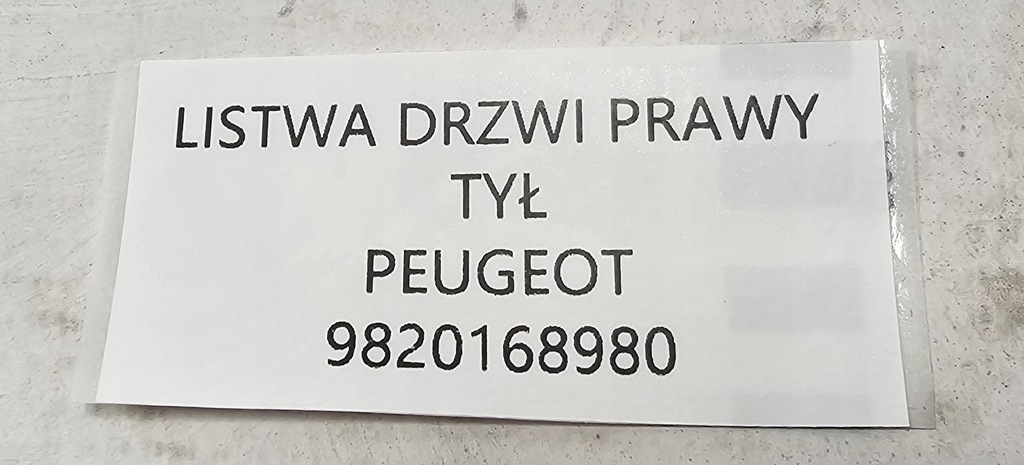 LISTWA DRZWI PRAWY
TYŁ
PEUGEOT
9820168980